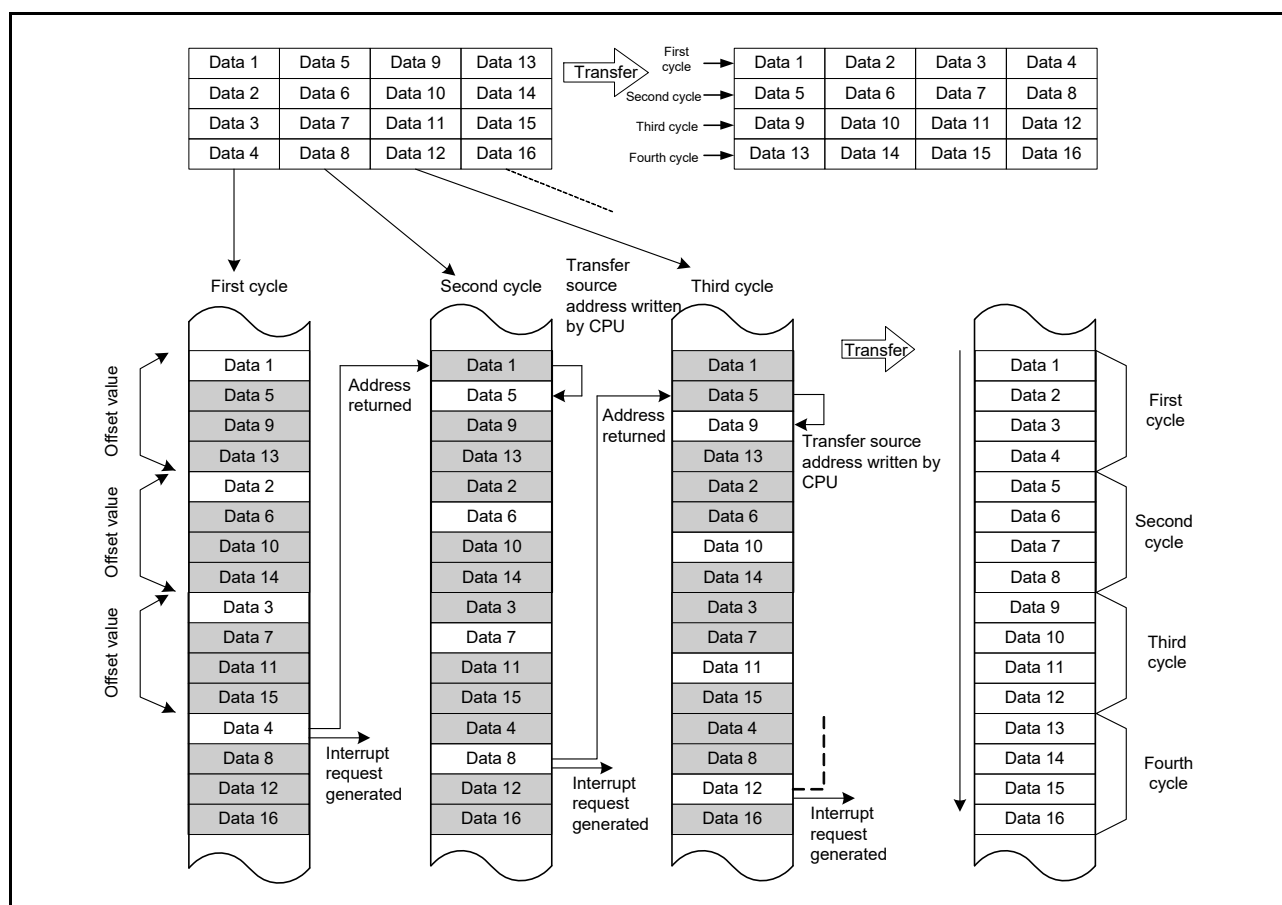 Data 1 Data 5 Data 9 Data 13
Data 2 Data 6 Data 10 Data 14
Data 3 Data 7 Data 11 Data 15
Data 4 Data 8 Data 12 Data 16
Transfer
First
cycle
Data 1 Data 2 Data 3 Data 4
Second cycle
Data 5 Data 6 Data 7 Data 8
Third cycle
Data 9 Data 10 Data 11 Data 12
Fourth cycle
Data 13 Data 14 Data 15 Data 16
First cycle
Offset value
Offset value
Offset value
Data 1
Data 5
Data 9
Data 13
Data 2
Data 6
Data 10
Data 14
Data 3
Data 7
Data 11
Data 15
Data 4
Data 8
Data 12
Data 16
Address
returned
Interrupt
request
generated
Second cycle
Transfer
source
address written
by CPU
Data 1
Data 5
Data 9
Data 13
Data 2
Data 6
Data 10
Data 14
Data 3
Data 7
Data 11
Data 15
Data 4
Data 8
Data 12
Data 16
Address
returned
Interrupt
request
generated
Third cycle
Data 1
Data 5
Data 9
Data 13
Data 2
Data 6
Data 10
Data 14
Data 3
Data 7
Data 11
Data 15
Data 4
Data 8
Data 12
Data 16
Transfer source
address written by
CPU
Interrupt
request
generated
Transfer
Data 1
Data 2
Data 3
Data 4
Data 5
Data 6
Data 7
Data 8
Data 9
Data 10
Data 11
Data 12
Data 13
Data 14
Data 15
Data 16
First
cycle
Second
cycle
Third
cycle
Fourth
cycle